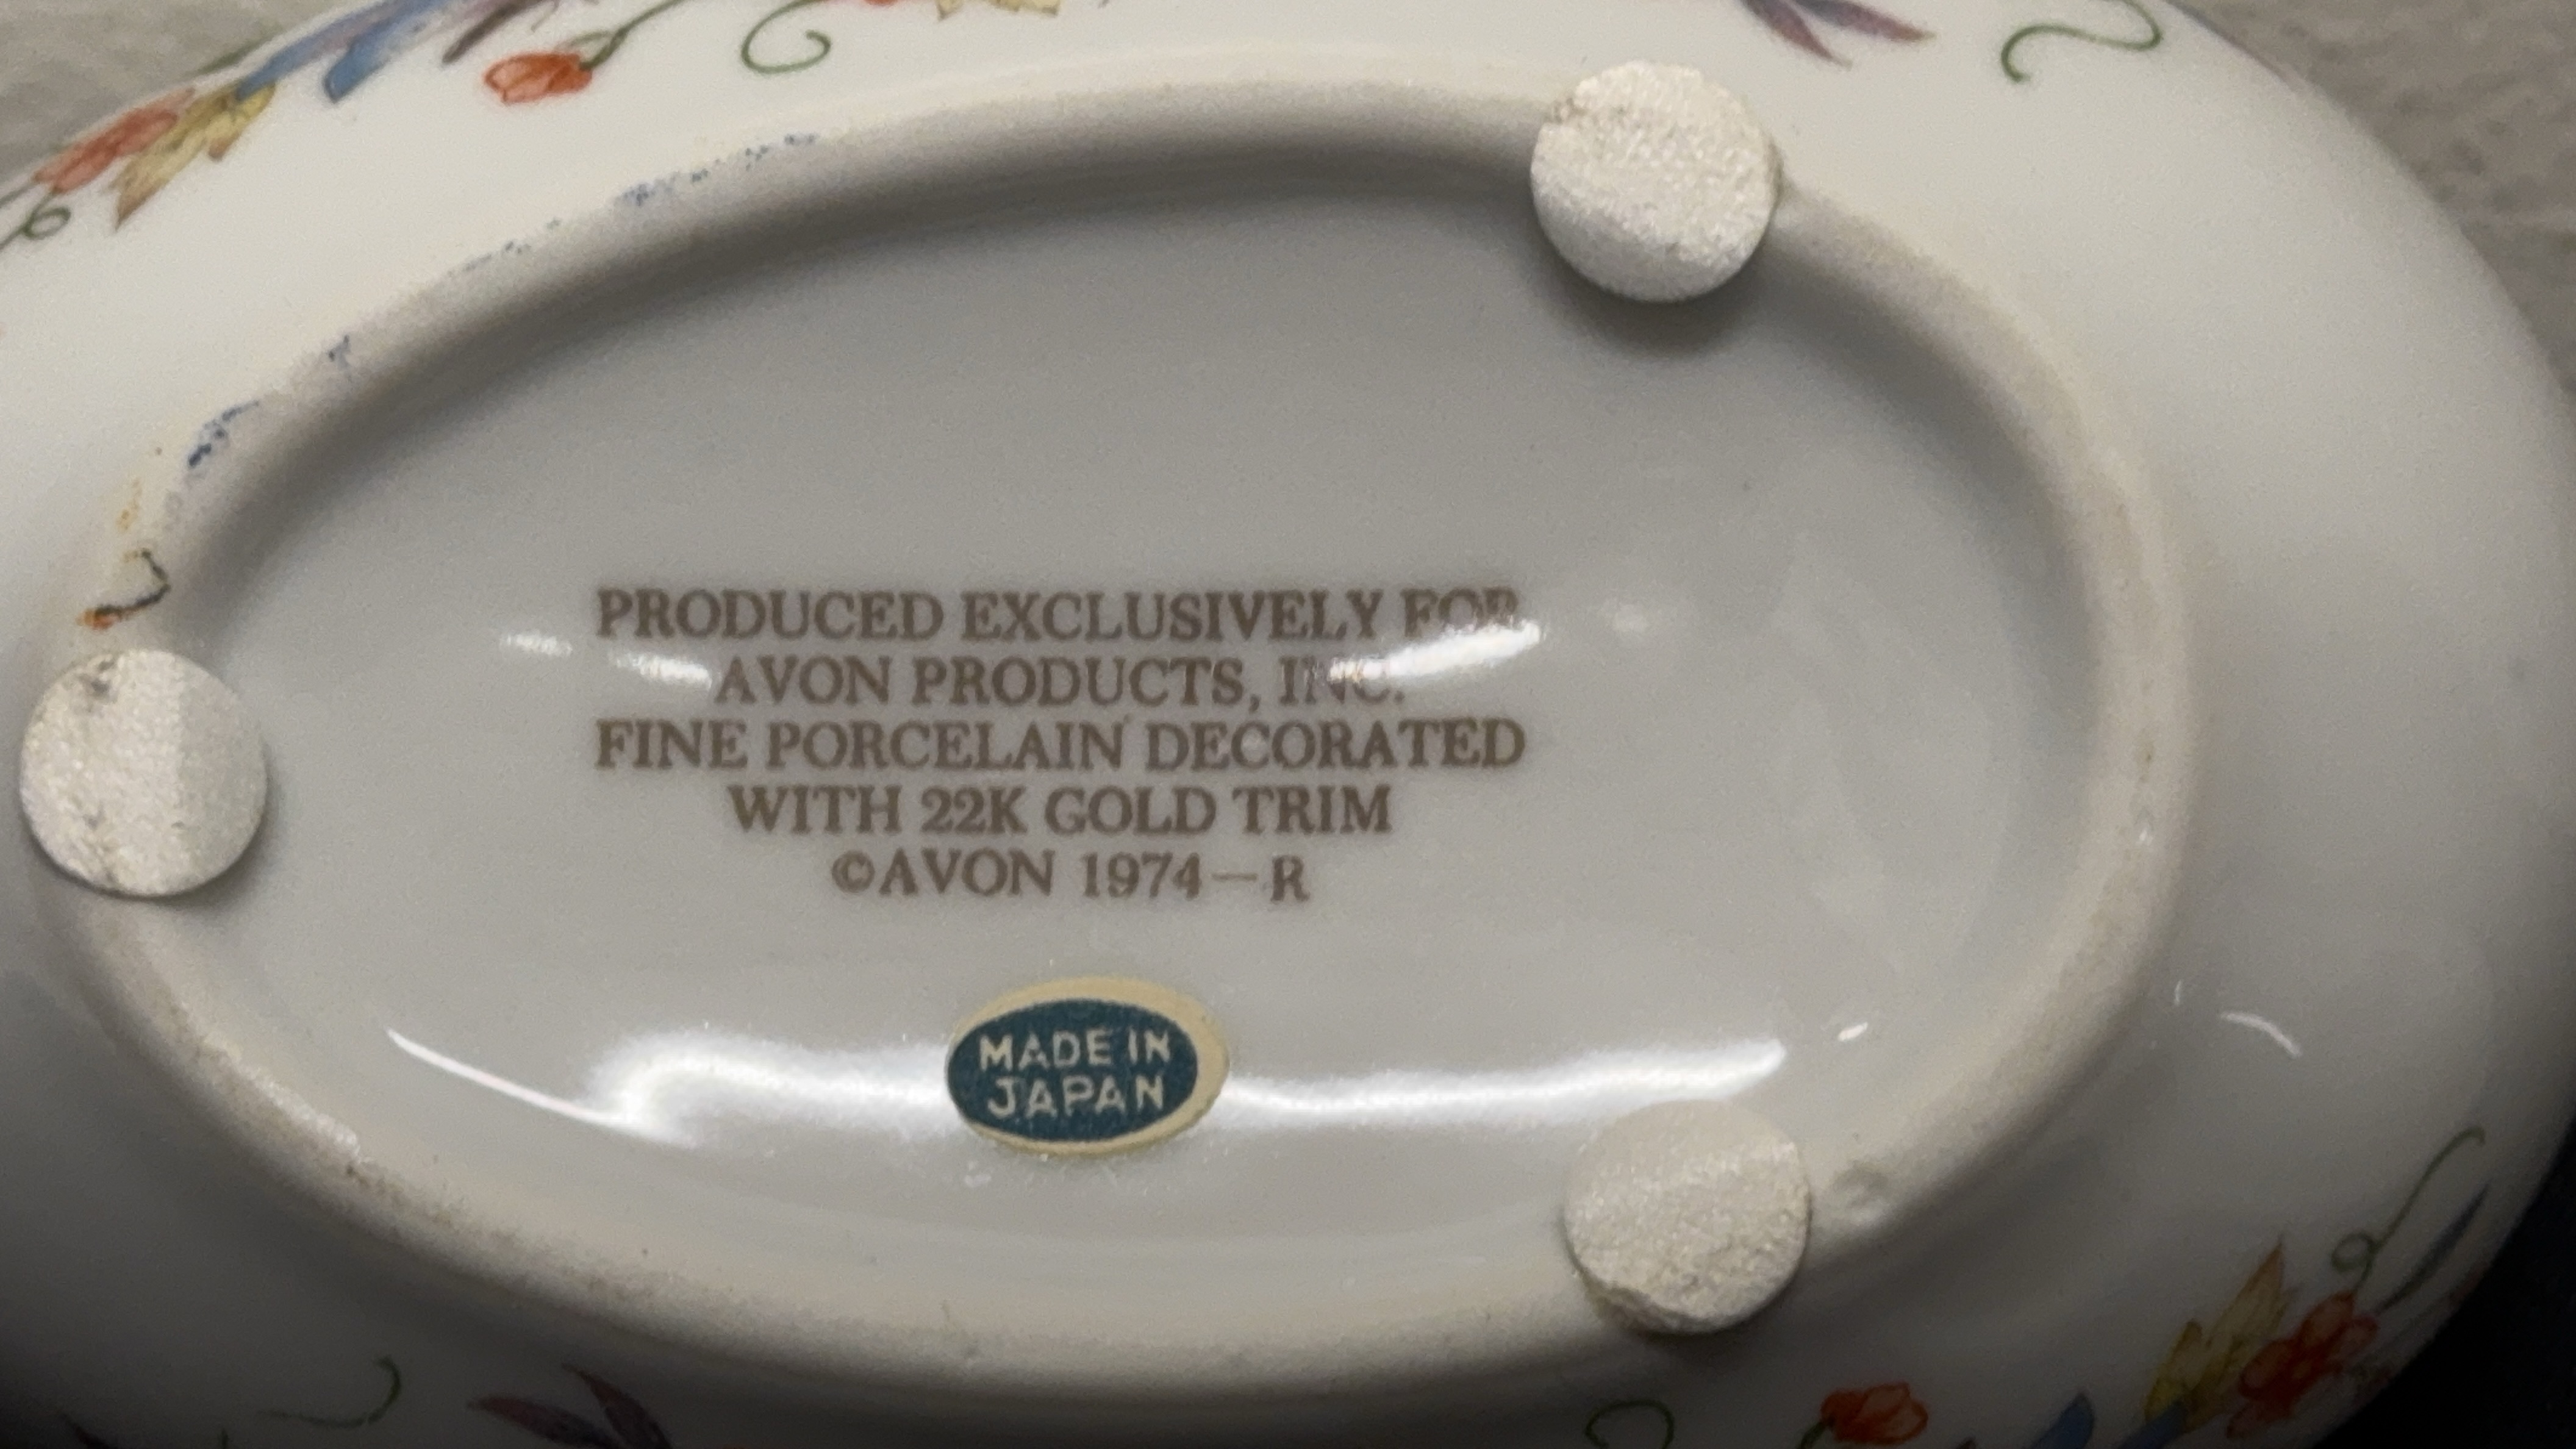 PRODUCED EXCLUSIVELY FOR
AVON PRODUCTS, INC.
FINE PORCELAIN DECORATED
WITH 22K GOLD TRIM
©AVON 1974—R
MADE IN
JAPAN